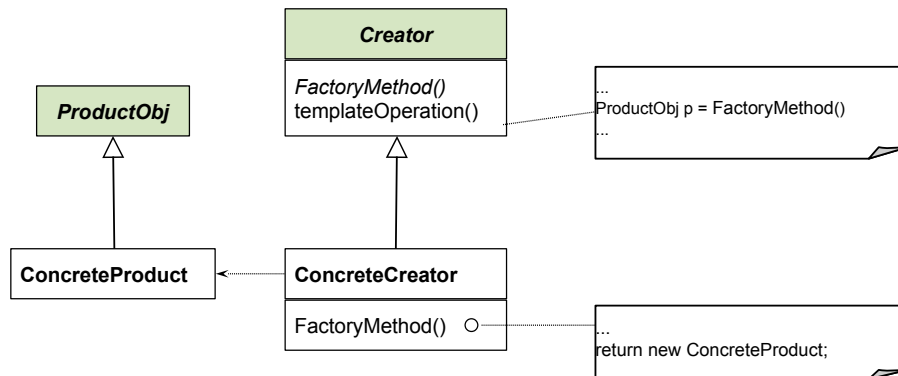 Creator
FactoryMethod()
templateOperation()
ProductObj
...
ProductObj p = FactoryMethod()
...
ConcreteProduct
ConcreteCreator
FactoryMethod()
...
return new ConcreteProduct;